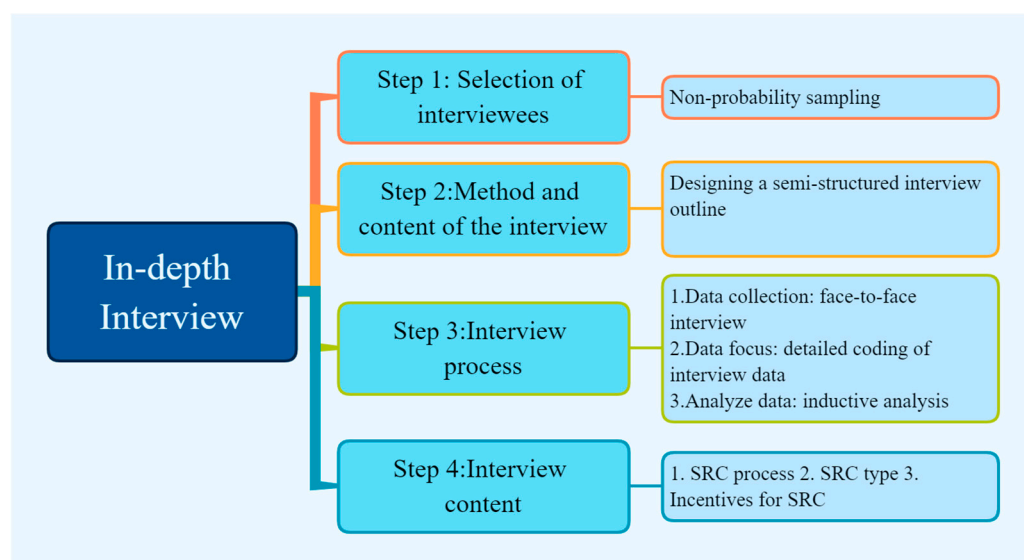 In-depth
Interview
Step 1: Selection of
interviewees
Non-probability sampling
Step 2:Method and
content of the interview
Designing a semi-structured interview
outline
Step 3:Interview
process
1.Data collection: face-to-face
interview
2.Data focus: detailed coding of
interview data
3.Analyze data: inductive analysis
Step 4:Interview
content
1. SRC process 2. SRC type 3.
Incentives for SRC